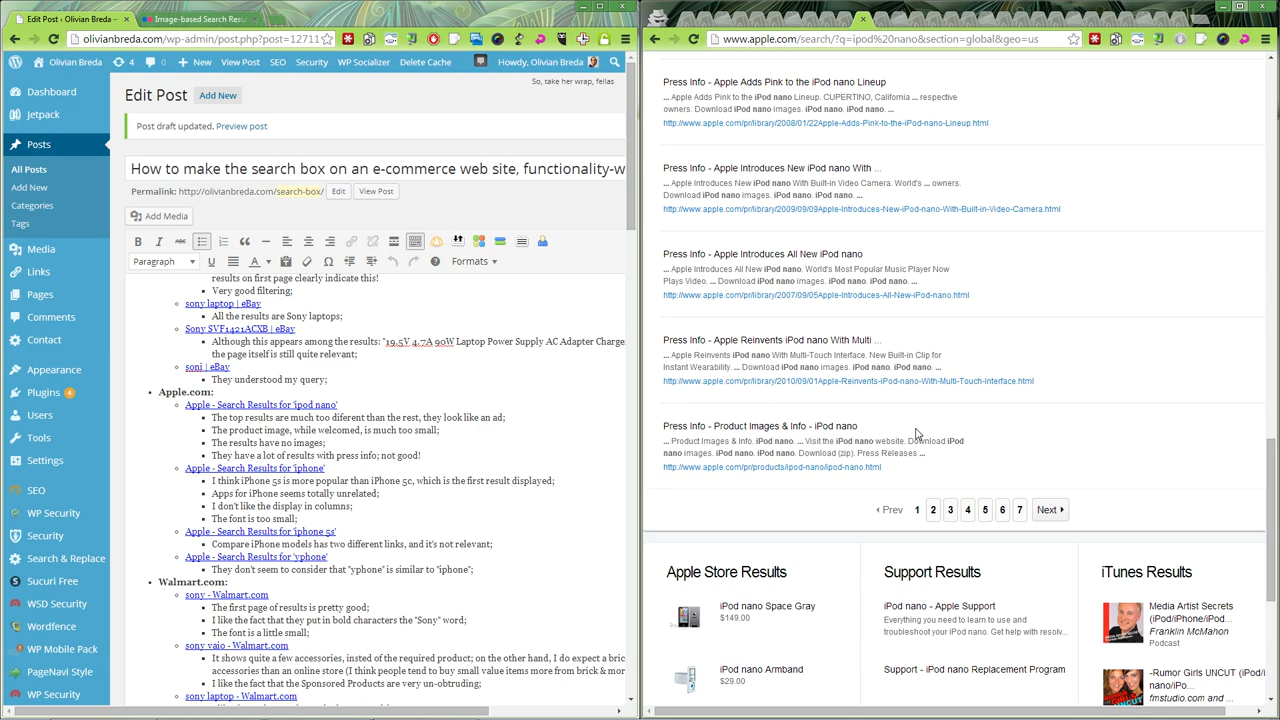 Edit Post ‹ Olivian Breda —
Image-based Search Resul
olivianbreda.com/wp-admin/post.php?post=12711
Olivian Breda
4
0
New
View Post
SEO
Security
WP Socializer
Delete Cache
Howdy, Olivian Breda
So, take her wrap, fellas
Dashboard
Jetpack
Posts
All Posts
Add New
Categories
Tags
Media
Links
Pages
Comments
Contact
Appearance
Plugins 4
Users
Tools
Settings
SEO
WP Security
Security
Search & Replace
Sucuri Free
WSD Security
Wordfence
WP Mobile Pack
PageNavi Style
WP Security
Edit Post
Add New
Post draft updated. Preview post
How to make the search box on an e-commerce web site, functionality-w
Permalink: http://olivianbreda.com/search-box/
Edit
View Post
Add Media
B I ABC
Paragraph
U
A
Formats
results on first page clearly indicate this!
Very good filtering;
sony laptop | eBay
All the results are Sony laptops;
Sony SVF1421ACXB | eBay
Although this appears among the results: "19.5V 4.7A 90W Laptop Power Supply AC Adapter Charge
the page itself is still quite relevant;
soni | eBay
They understood my query;
Apple.com:
Apple - Search Results for 'ipod nano'
The top results are much too diferent than the rest, they look like an ad;
The product image, while welcomed, is much too small;
The results have no images;
They have a lot of results with press info; not good!
Apple - Search Results for 'iphone'
I think iPhone 5s is more popular than iPhone 5c, which is the first result displayed;
Apps for iPhone seems totally unrelated;
I don't like the display in columns;
The font is too small;
Apple - Search Results for 'iphone 5s'
Compare iPhone models has two different links, and it's not relevant;
Apple - Search Results for 'yphone'
They don't seem to consider that "yphone" is similar to "iphone";
Walmart.com:
sony - Walmart.com
The first page of results is pretty good;
I like the fact that they put in bold characters the "Sony" word;
The font is a little small;
sony vaio - Walmart.com
It shows quite a few accessories, insted of the required product; on the other hand, I do expect a bric
accessories than an online store (I think people tend to buy small value items more from brick & mo
I like the fact that the Sponsored Products are very un-obtruding;
sony laptop - Walmart.com
www.apple.com/search/?q=ipod%20nano&section=global&geo=us
Press Info - Apple Adds Pink to the iPod nano Lineup
... Apple Adds Pink to the iPod nano Lineup. CUPERTINO, California ... respective
owners. Download iPod nano images. iPod nano. iPod nano. ...
http://www.apple.com/pr/library/2008/01/22Apple-Adds-Pink-to-the-iPod-nano-Lineup.html
Press Info - Apple Introduces New iPod nano With ...
... Apple Introduces New iPod nano With Built-in Video Camera. World's ... owners.
Download iPod nano images. iPod nano. iPod nano. ...
http://www.apple.com/pr/library/2009/09/09Apple-Introduces-New-iPod-nano-With-Built-in-Video-Camera.html
Press Info - Apple Introduces All New iPod nano
... Apple Introduces All New iPod nano. World's Most Popular Music Player Now
Plays Video. ... Download iPod nano images. iPod nano. iPod nano. ...
http://www.apple.com/pr/library/2007/09/05Apple-Introduces-All-New-iPod-nano.html
Press Info - Apple Reinvents iPod nano With Multi ...
... Apple Reinvents iPod nano With Multi-Touch Interface. New Built-in Clip for
Instant Wearability. ... Download iPod nano images. iPod nano. iPod nano. ...
http://www.apple.com/pr/library/2010/09/01Apple-Reinvents-iPod-nano-With-Multi-Touch-Interface.html
Press Info - Product Images & Info - iPod nano
... Product Images & Info. iPod nano. ... Visit the iPod nano website. Download iPod
nano images. iPod nano. iPod nano. Download (zip). Press Releases ...
http://www.apple.com/pr/products/ipod-nano/ipod-nano.html
Prev 1 2 3 4 5 6 7 Next
Apple Store Results
iPod nano Space Gray
$149.00
iPod nano Armband
$29.00
Support Results
iPod nano - Apple Support
Everything you need to learn to use and
troubleshoot your iPod nano. Get help with resolv...
Support - iPod nano Replacement Program
iTunes Results
Media Artist Secrets
(iPod/iPhone/iPod...
Franklin McMahon
Podcast
-Rumor Girls UNCUT (iPod/iPod
nano/iPo...
fmstudio.com and ...